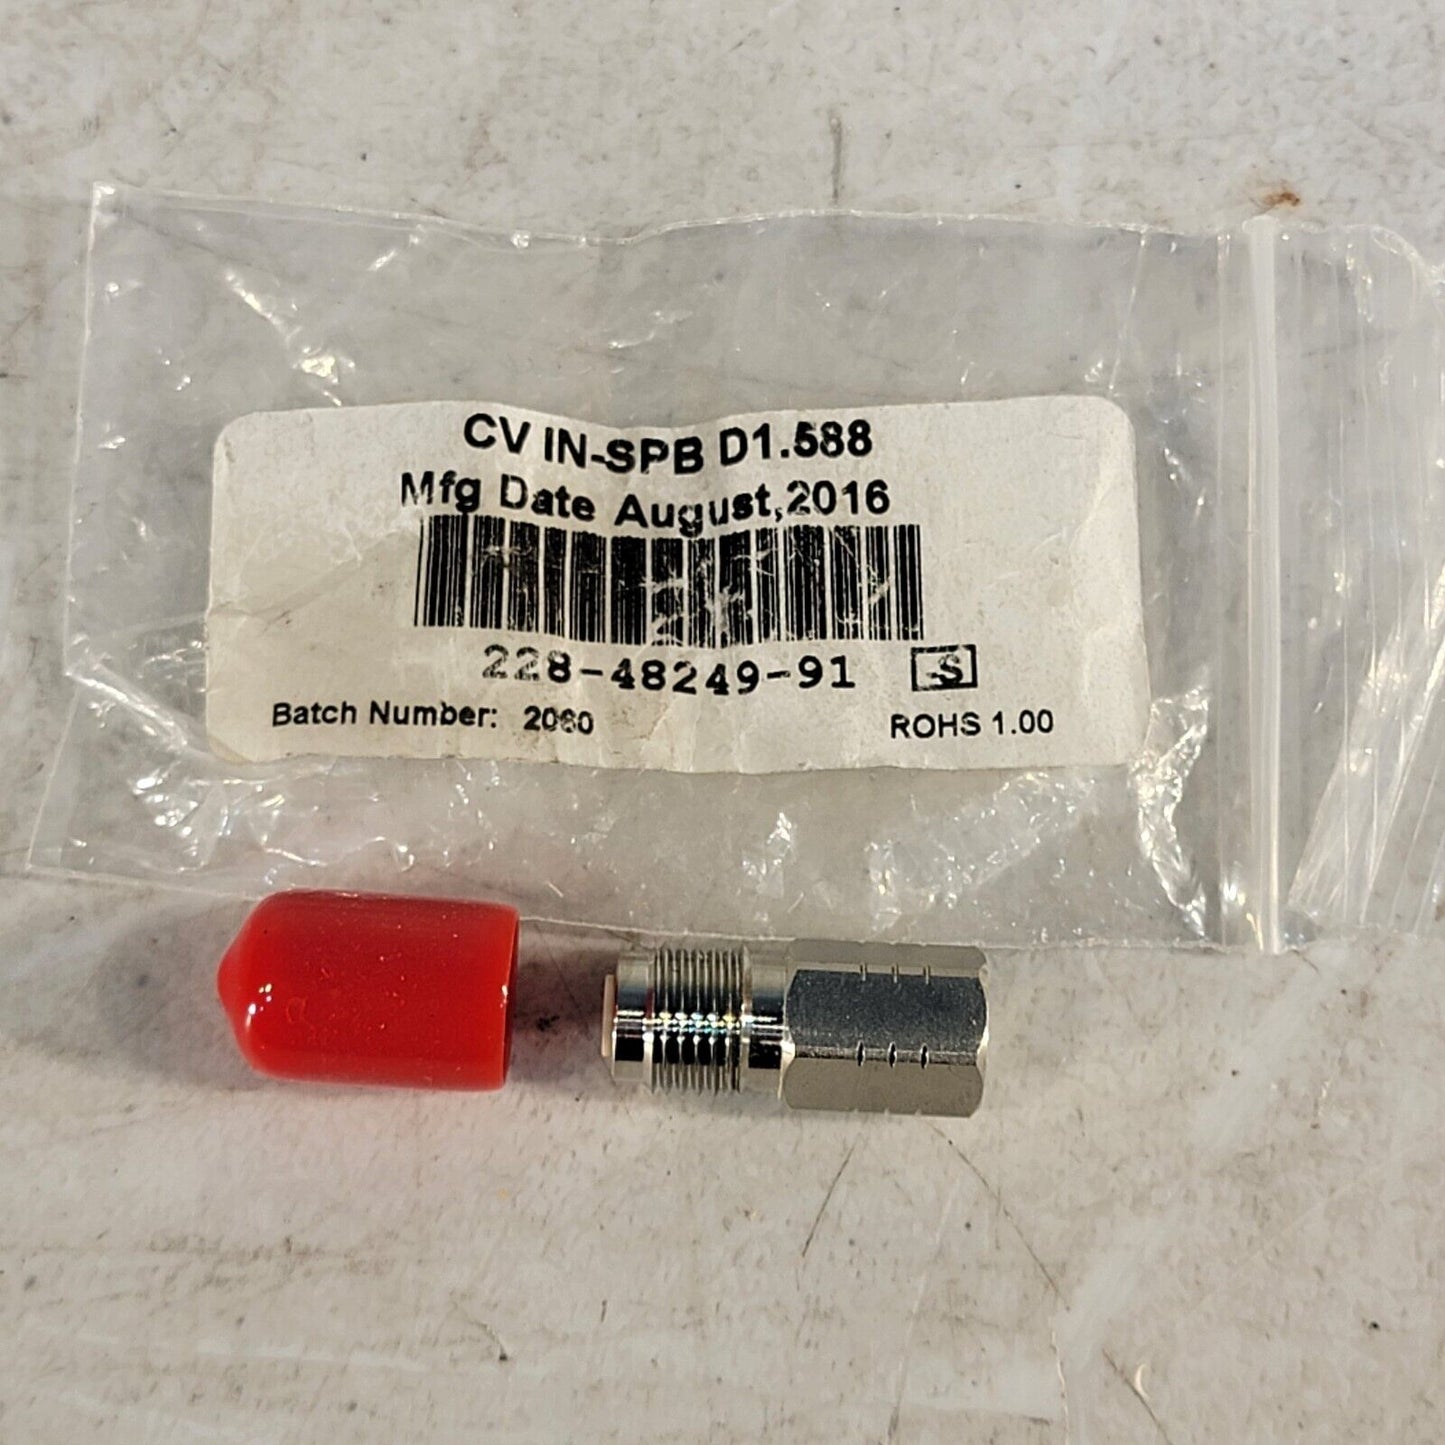 CV IN-SPB D1.588
Mfg Date August,2016
228-48249-91 S
Batch Number: 2060
ROHS 1.00